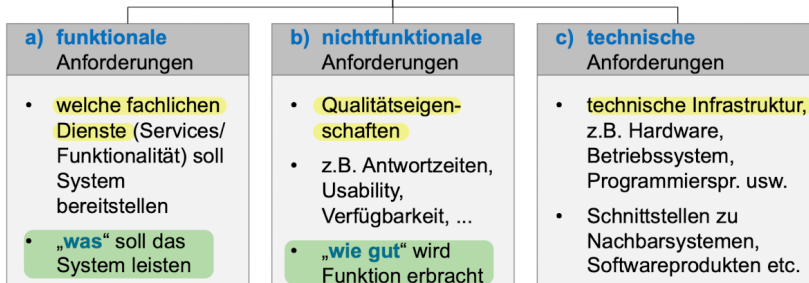 a) funktionale
Anforderungen
• welche fachlichen
Dienste (Services/
Funktionalität) soll
System
bereitstellen
• „was“ soll das
System leisten
b) nichtfunktionale
Anforderungen
• Qualitätseigen-
schaften
• z.B. Antwortzeiten,
Usability,
Verfügbarkeit, ...
• „wie gut“ wird
Funktion erbracht
c) technische
Anforderungen
• technische Infrastruktur,
z.B. Hardware,
Betriebssystem,
Programmierspr. usw.
• Schnittstellen zu
Nachbarsystemen,
Softwareprodukten etc.